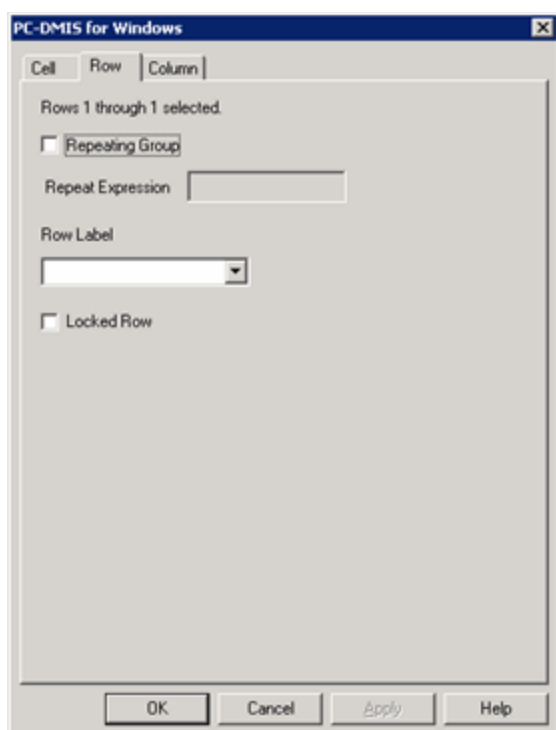 PC-DMIS for Windows
Cell Row Column
Rows 1 through 1 selected.
Repeating Group
Repeat Expression
Row Label
Locked Row
OK Cancel Apply Help